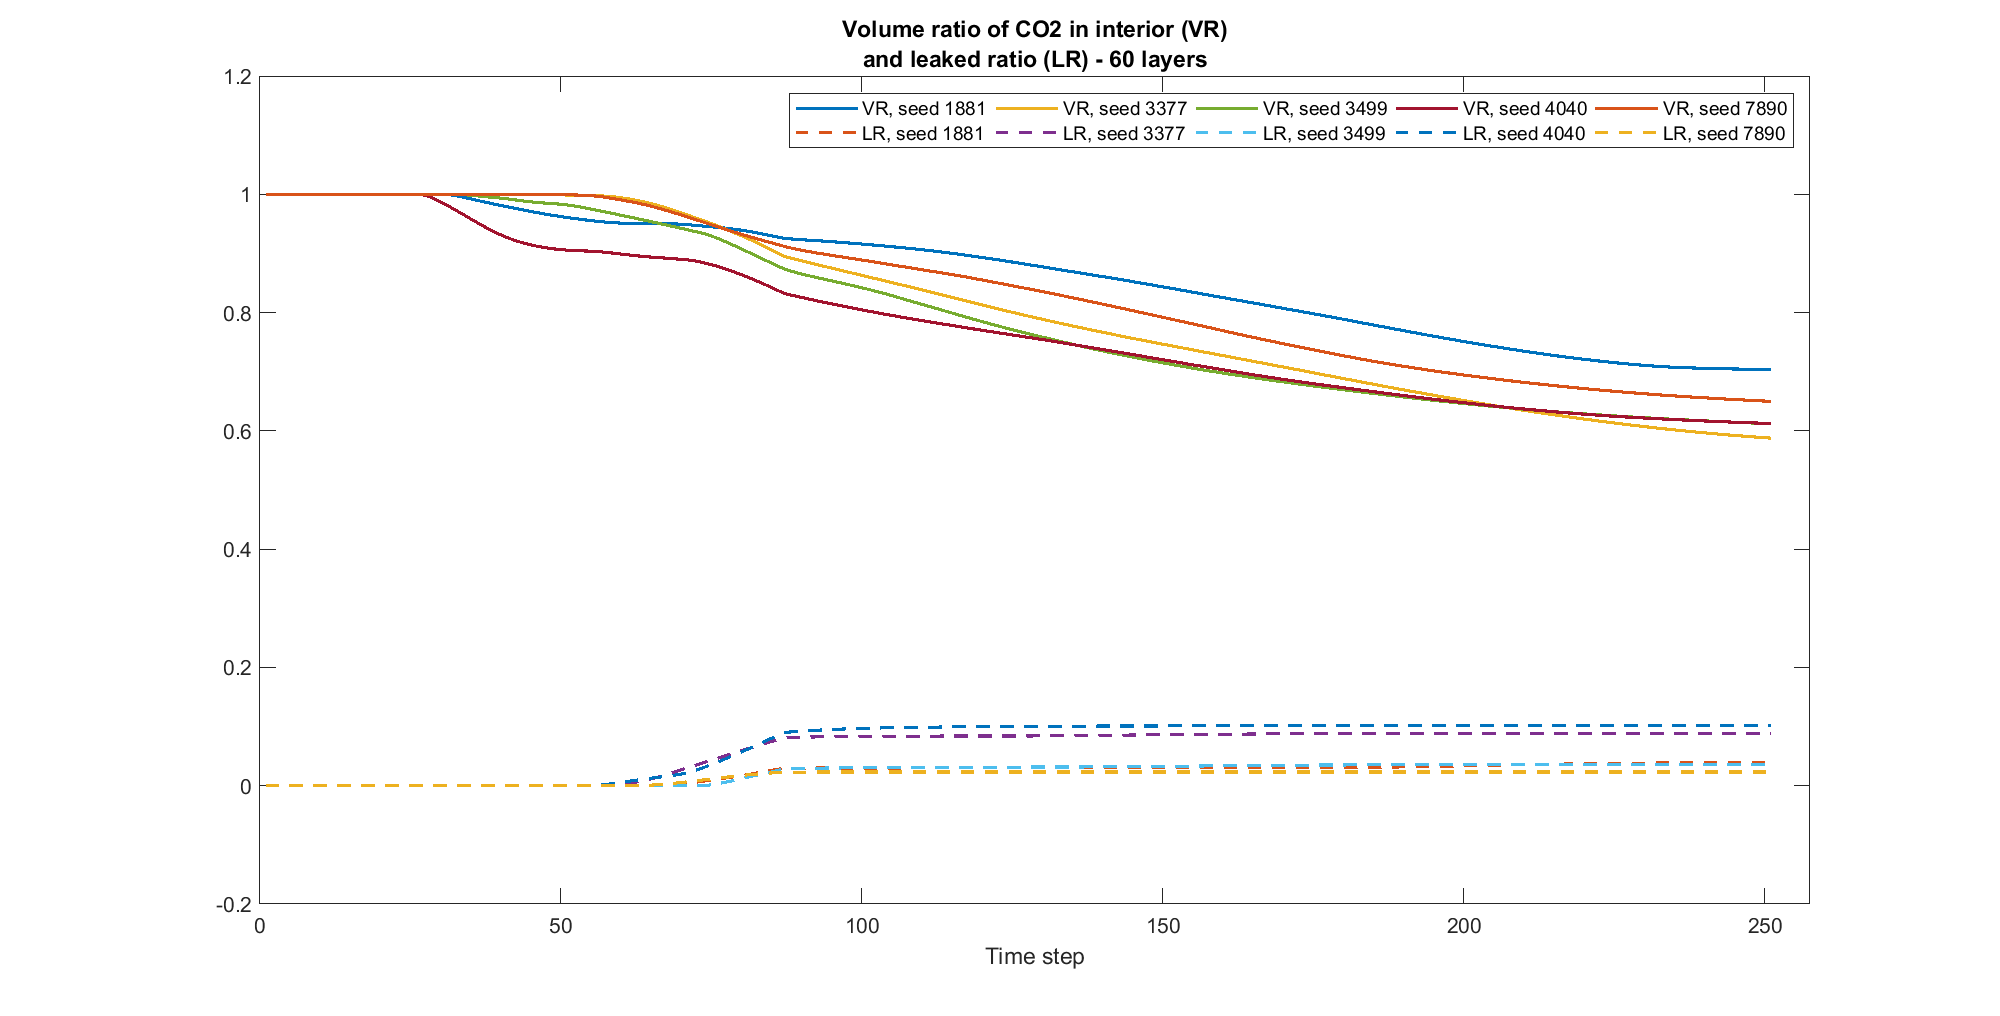 Volume ratio of CO2 in interior (VR)
and leaked ratio (LR) - 60 layers
VR, seed 1881 VR, seed 3377 VR, seed 3499 VR, seed 4040 VR, seed 7890
LR, seed 1881 LR, seed 3377 LR, seed 3499 LR, seed 4040 LR, seed 7890
1.2
1
0.8
0.6
0.4
0.2
0
-0.2
0 50 100 150 200 250
Time step